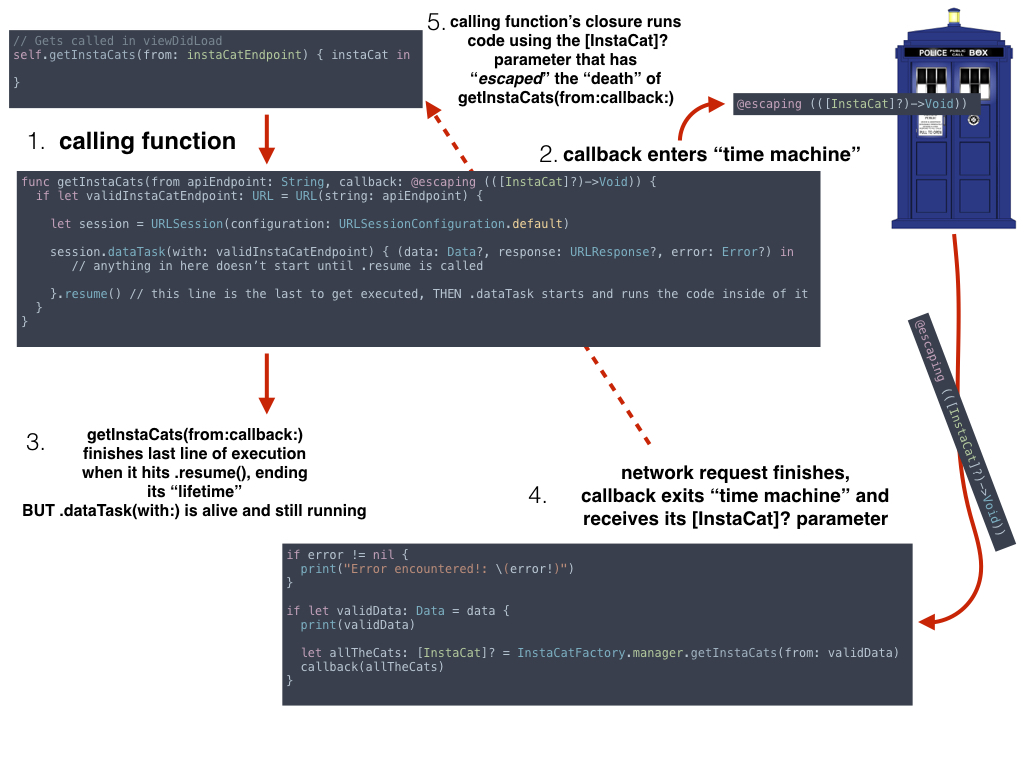 // Gets called in viewDidLoad
self.getInstaCats(from: instaCatEndpoint) { instaCat in
}
1. calling function
5. calling function’s closure runs
code using the [InstaCat]?
parameter that has
“escaped” the “death” of
getInstaCats(from:callback:)
POLICE PUBLIC CALL BOX
PULL TO OPEN
@escaping (([InstaCat]?)->Void))
2. callback enters “time machine”
func getInstaCats(from apiEndpoint: String, callback: @escaping (([InstaCat]?)->Void)) {
if let validInstaCatEndpoint: URL = URL(string: apiEndpoint) {
let session = URLSession(configuration: URLSessionConfiguration.default)
session.dataTask(with: validInstaCatEndpoint) { (data: Data?, response: URLResponse?, error: Error?) in
// anything in here doesn’t start until .resume is called
}.resume() // this line is the last to get executed, THEN .dataTask starts and runs the code inside of it
}
}
@escaping (([InstaCat]?)->Void))
3. getInstaCats(from:callback:)
finishes last line of execution
when it hits .resume(), ending
its “lifetime”
BUT .dataTask(with:) is alive and still running
4. network request finishes,
callback exits “time machine” and
receives its [InstaCat]? parameter
if error != nil {
print("Error encountered!: \(error!)")
}
if let validData: Data = data {
print(validData)
let allTheCats: [InstaCat]? = InstaCatFactory.manager.getInstaCats(from: validData)
callback(allTheCats)
}